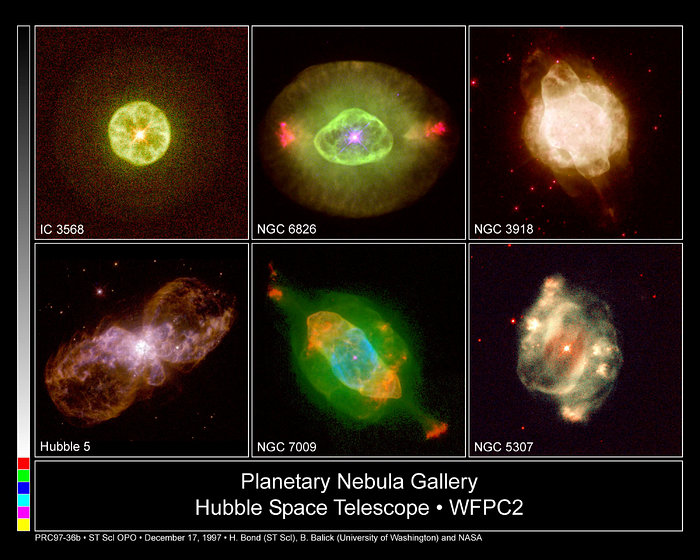 IC 3568
NGC 6826
NGC 3918
Hubble 5
NGC 7009
NGC 5307
Planetary Nebula Gallery
Hubble Space Telescope • WFPC2
PRC97-36b • ST ScI OPO • December 17, 1997 • H. Bond (ST ScI), B. Balick (University of Washington) and NASA